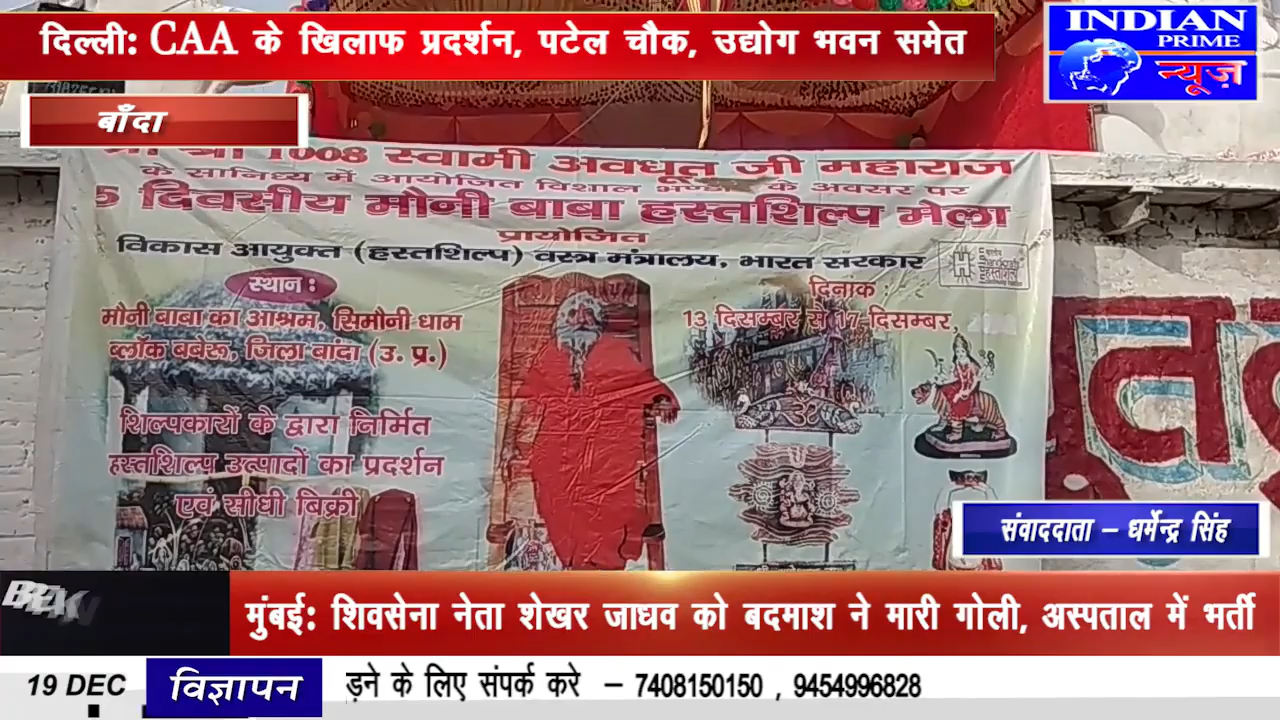 दिल्ली: CAA के खिलाफ प्रदर्शन, पटेल चौक, उद्योग भवन समेत
INDIAN
PRIME
न्यूज़
बाँदा
श्री श्री 1008 स्वामी अवधूत जी महाराज
के सानिध्य में आयोजित विशाल भण्डारे के अवसर पर
5 दिवसीय मौनी बाबा हस्तशिल्प मेला
प्रायोजित
विकास आयुक्त (हस्तशिल्प) वस्त्र मंत्रालय, भारत सरकार
स्थान :
मौनी बाबा का आश्रम, सिमौनी धाम
ब्लॉक बबेरू, जिला बांदा (उ. प्र.)
दिनांक :
13 दिसम्बर से 17 दिसम्बर,
शिल्पकारों के द्वारा निर्मित
हस्तशिल्प उत्पादों का प्रदर्शन
एवं सीधी बिक्री
संवाददाता – धर्मेन्द्र सिंह
मुंबई: शिवसेना नेता शेखर जाधव को बदमाश ने मारी गोली, अस्पताल में भर्ती
19 DEC
विज्ञापन
ड़ने के लिए संपर्क करे – 7408150150 , 9454996828